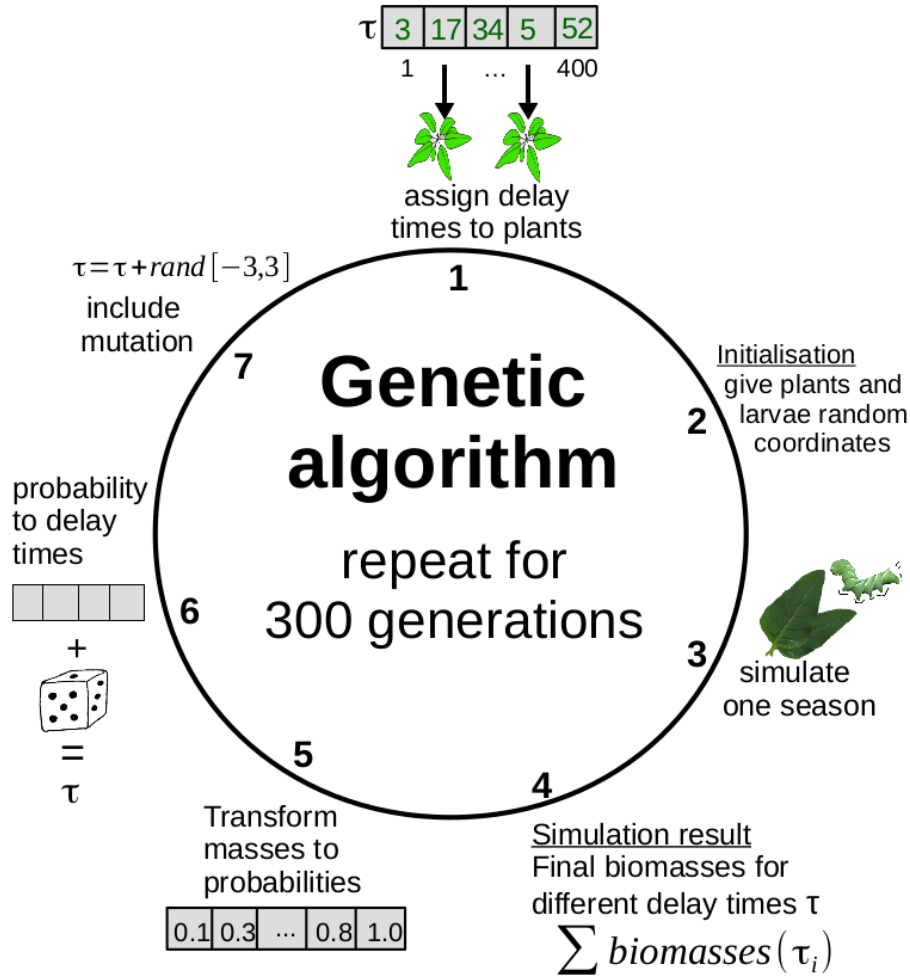 τ 3 17 34 5 52
1 ... 400
assign delay
times to plants
1
Initialisation
give plants and
larvae random
coordinates
2
simulate
one season
3
4
Simulation result
Final biomasses for
different delay times τ
∑ biomasses(τᵢ)
5
Transform
masses to
probabilities
0.1 0.3 ... 0.8 1.0
6
probability
to delay
times
+
=
τ
τ=τ+rand[−3,3]
include
mutation
7
Genetic
algorithm
repeat for
300 generations